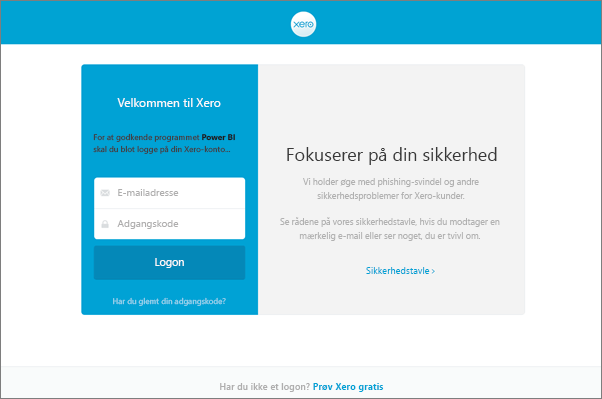 xero
Velkommen til Xero
For at godkende programmet Power BI
skal du blot logge på din Xero-konto...
E-mailadresse
Adgangskode
Logon
Har du glemt din adgangskode?
Fokuserer på din sikkerhed
Vi holder øge med phishing-svindel og andre
sikkerhedsproblemer for Xero-kunder.
Se rådene på vores sikkerhedstavle, hvis du modtager en
mærkelig e-mail eller ser noget, du er tvivl om.
Sikkerhedstavle ›
Har du ikke et logon? Prøv Xero gratis